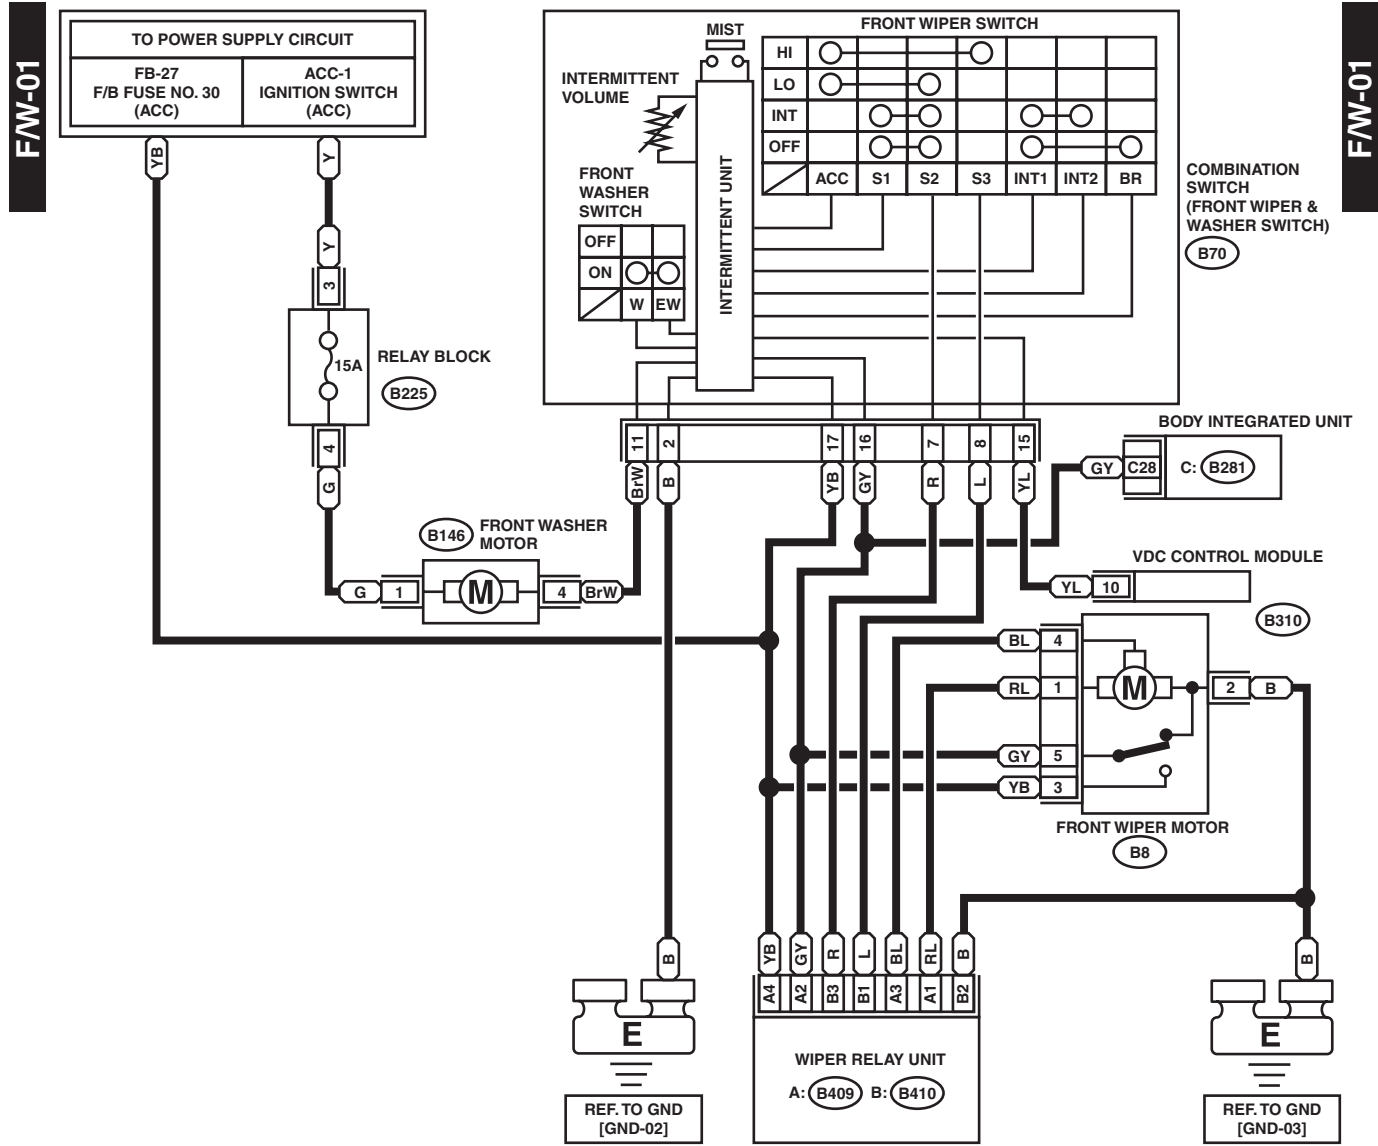 F/W-01
F/W-01
TO POWER SUPPLY CIRCUIT
FB-27
F/B FUSE NO. 30
(ACC)
ACC-1
IGNITION SWITCH
(ACC)
YB
Y
Y
3
15A
RELAY BLOCK
B225
4
G
FRONT WIPER SWITCH
MIST
INTERMITTENT
VOLUME
INTERMITTENT UNIT
HI
LO
INT
OFF
ACC S1 S2 S3 INT1 INT2 BR
FRONT
WASHER
SWITCH
OFF
ON
W EW
COMBINATION
SWITCH
(FRONT WIPER &
WASHER SWITCH)
B70
11 2 17 16 7 8 15
BrW B YB GY R L YL
BODY INTEGRATED UNIT
GY C28 C: B281
B146
FRONT WASHER
MOTOR
G 1 M 4 BrW
VDC CONTROL MODULE
YL 10
B310
BL 4
RL 1 M 2 B
GY 5
YB 3
FRONT WIPER MOTOR
B8
B
YB GY R L BL RL B
B
A4 A2 B3 B1 A3 A1 B2
E
E
WIPER RELAY UNIT
A: B409 B: B410
REF. TO GND
[GND-02]
REF. TO GND
[GND-03]